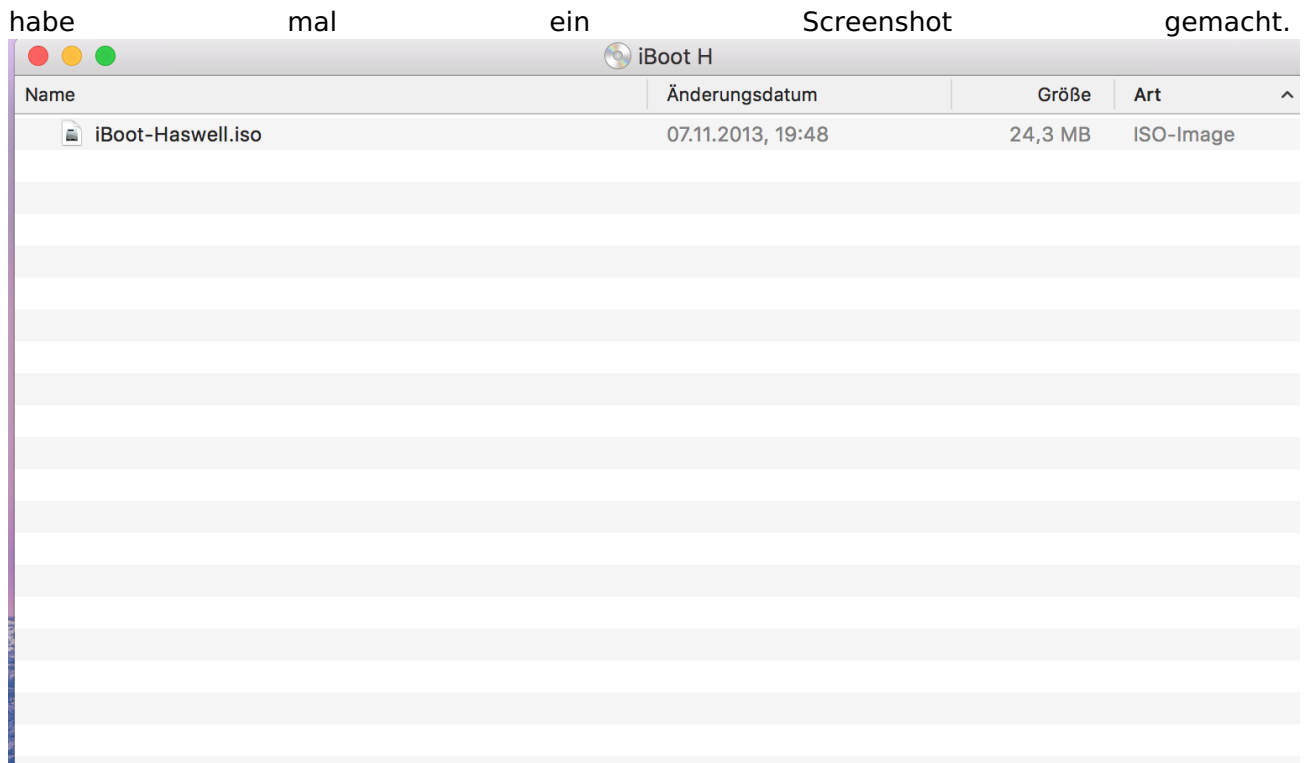 habe mal ein Screenshot gemacht.
iBoot H
Name Änderungsdatum Größe Art
iBoot-Haswell.iso 07.11.2013, 19:48 24,3 MB ISO-Image